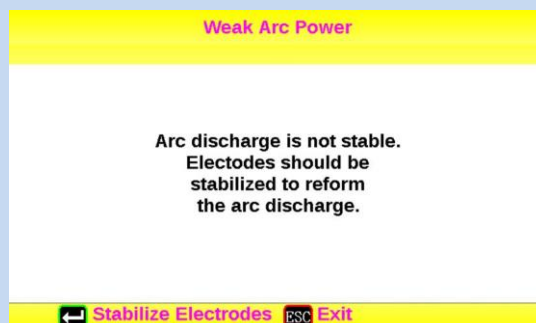 Weak Arc Power
Arc discharge is not stable.
Electodes should be
stabilized to reform
the arc discharge.
Stabilize Electrodes ESC Exit